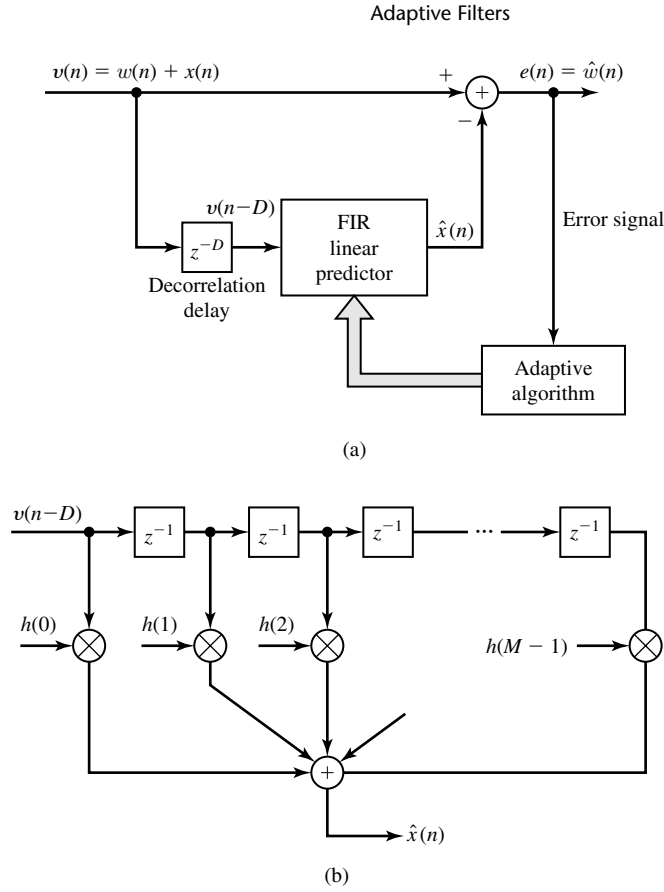 Adaptive Filters
v(n) = w(n) + x(n)
+
+
e(n) = ŵ(n)
−
v(n−D)
FIR
linear
predictor
x̂(n)
Error signal
z⁻ᴰ
Decorrelation
delay
Adaptive
algorithm
(a)
v(n−D)
z⁻¹
z⁻¹
z⁻¹
...
z⁻¹
h(0)
h(1)
h(2)
h(M − 1)
+
x̂(n)
(b)